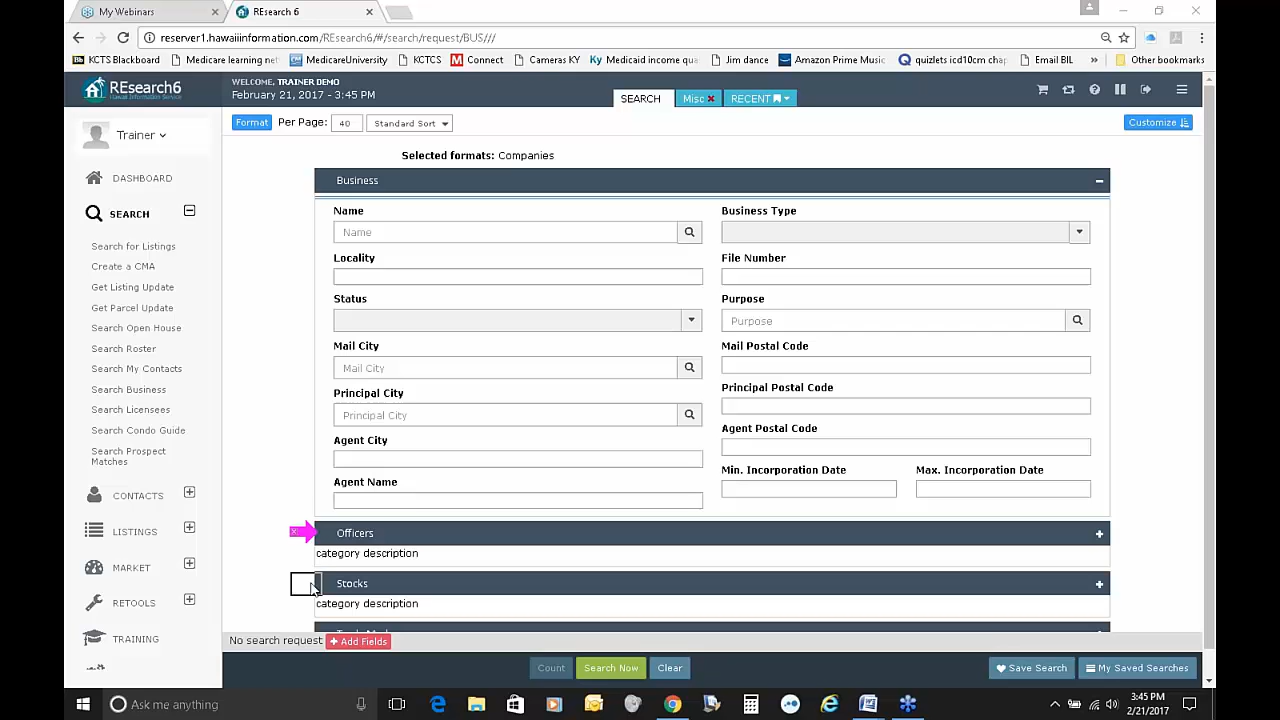 My Webinars
REsearch 6
reserver1.hawaiiinformation.com/REsearch6/#/search/request/BUS///
Bb KCTS Blackboard
Medicare learning net
MedicareUniversity
KCTCS
M Connect
Cameras KY
Ky Medicaid income qua
Jim dance
Amazon Prime Music
quizlets icd10cm chap
Email BIL
»
Other bookmarks
REsearch6
Hawaii Information Service
WELCOME, TRAINER DEMO
February 21, 2017 - 3:45 PM
SEARCH
Misc
RECENT
Trainer
Format
Per Page:
40
Standard Sort
Customize
DASHBOARD
SEARCH
Search for Listings
Create a CMA
Get Listing Update
Get Parcel Update
Search Open House
Search Roster
Search My Contacts
Search Business
Search Licensees
Search Condo Guide
Search Prospect
Matches
CONTACTS
LISTINGS
MARKET
RETOOLS
TRAINING
Selected formats: Companies
Business
Name
Name
Business Type
Locality
File Number
Status
Purpose
Purpose
Mail City
Mail City
Mail Postal Code
Principal City
Principal City
Principal Postal Code
Agent City
Agent Postal Code
Agent Name
Min. Incorporation Date
Max. Incorporation Date
Officers
category description
Stocks
category description
No search request
+ Add Fields
Count
Search Now
Clear
Save Search
My Saved Searches
Ask me anything
3:45 PM
2/21/2017